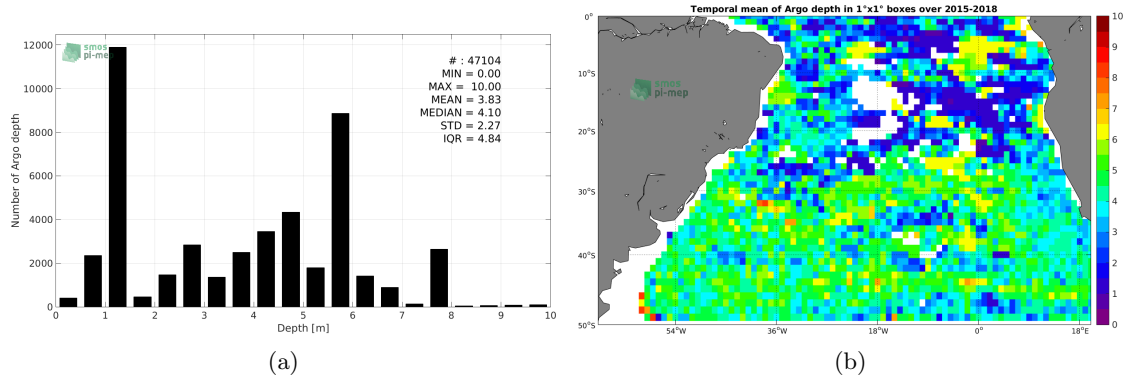 smos
pi-mep
# : 47104
MIN = 0.00
MAX = 10.00
MEAN = 3.83
MEDIAN = 4.10
STD = 2.27
IQR = 4.84
Number of Argo depth
12000
10000
8000
6000
4000
2000
0
0 1 2 3 4 5 6 7 8 9 10
Depth [m]
(a)
Temporal mean of Argo depth in 1°x1° boxes over 2015-2018
smos
pi-mep
0°
10°S
20°S
30°S
40°S
50°S
54°W 36°W 18°W 0° 18°E
10
9
8
7
6
5
4
3
2
1
0
(b)